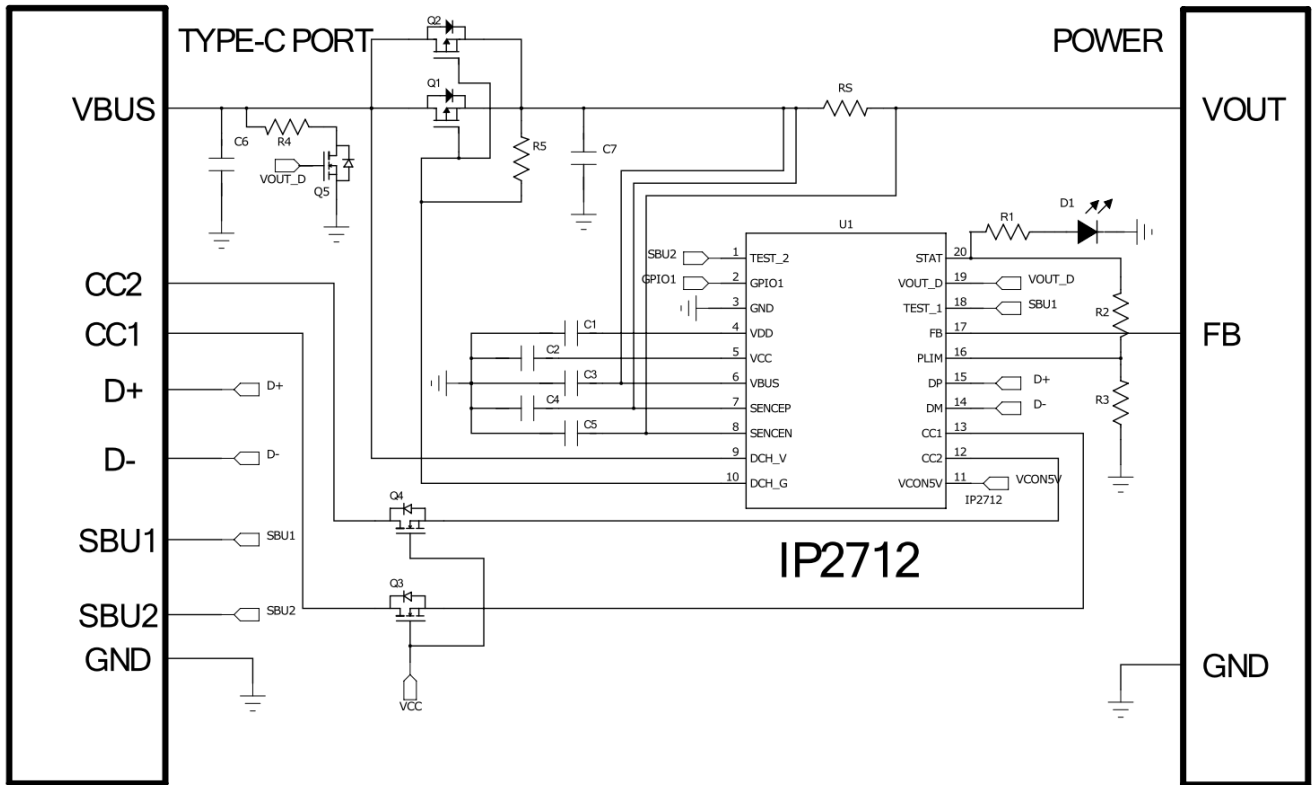 TYPE-C PORT
POWER
VBUS
CC2
CC1
D+
D-
SBU1
SBU2
GND
Q2
Q1
C6
R4
VOUT_D
Q5
R5
C7
RS
D+
D-
SBU1
SBU2
Q4
Q3
VCC
C1
C2
C3
C4
C5
SBU2
GPIO1
U1
1 TEST_2
2 GPIO1
3 GND
4 VDD
5 VCC
6 VBUS
7 SENCEP
8 SENCEN
9 DCH_V
10 DCH_G
STAT 20
VOUT_D 19
TEST_1 18
FB 17
PLIM 16
DP 15
DM 14
CC1 13
CC2 12
VCON5V 11
IP2712
R1
D1
VOUT_D
SBU1
R2
D+
D-
R3
VCON5V
IP2712
VOUT
FB
GND